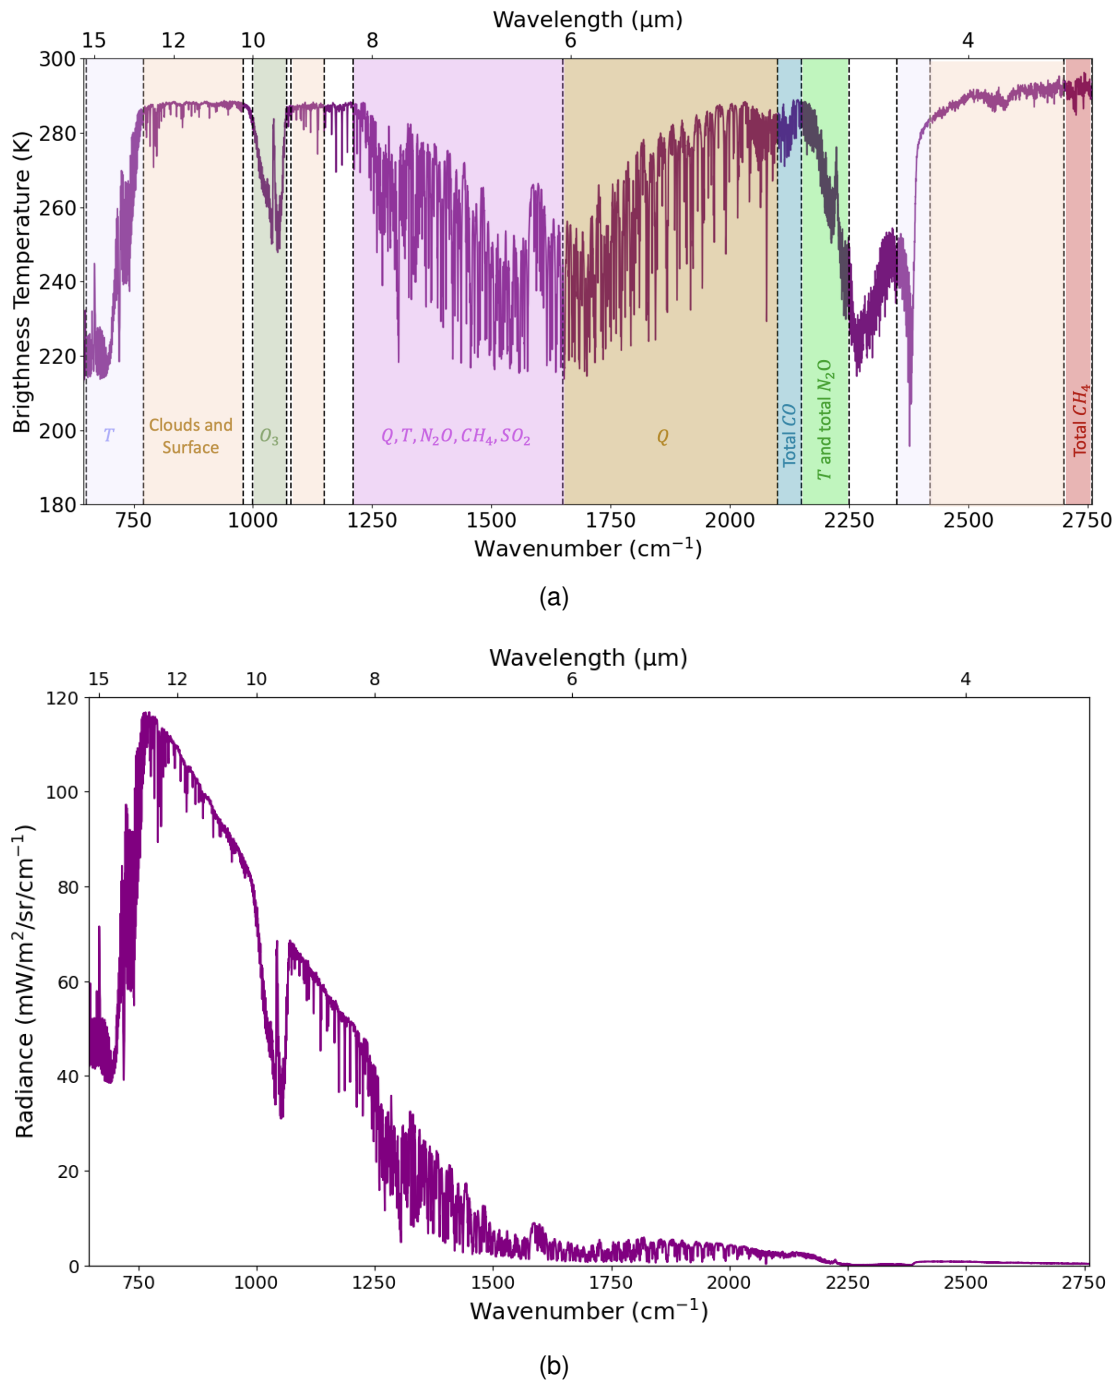 Wavelength (μm)
15 12 10 8 6 4
300
280
260
240
220
200
180
Brigthness Temperature (K)
T
Clouds and
Surface
O₃
Q,T,N₂O,CH₄,SO₂
Q
Total CO
T and total N₂O
Total CH₄
750 1000 1250 1500 1750 2000 2250 2500 2750
Wavenumber (cm⁻¹)
(a)
Wavelength (μm)
15 12 10 8 6 4
120
100
80
60
40
20
0
Radiance (mW/m²/sr/cm⁻¹)
750 1000 1250 1500 1750 2000 2250 2500 2750
Wavenumber (cm⁻¹)
(b)